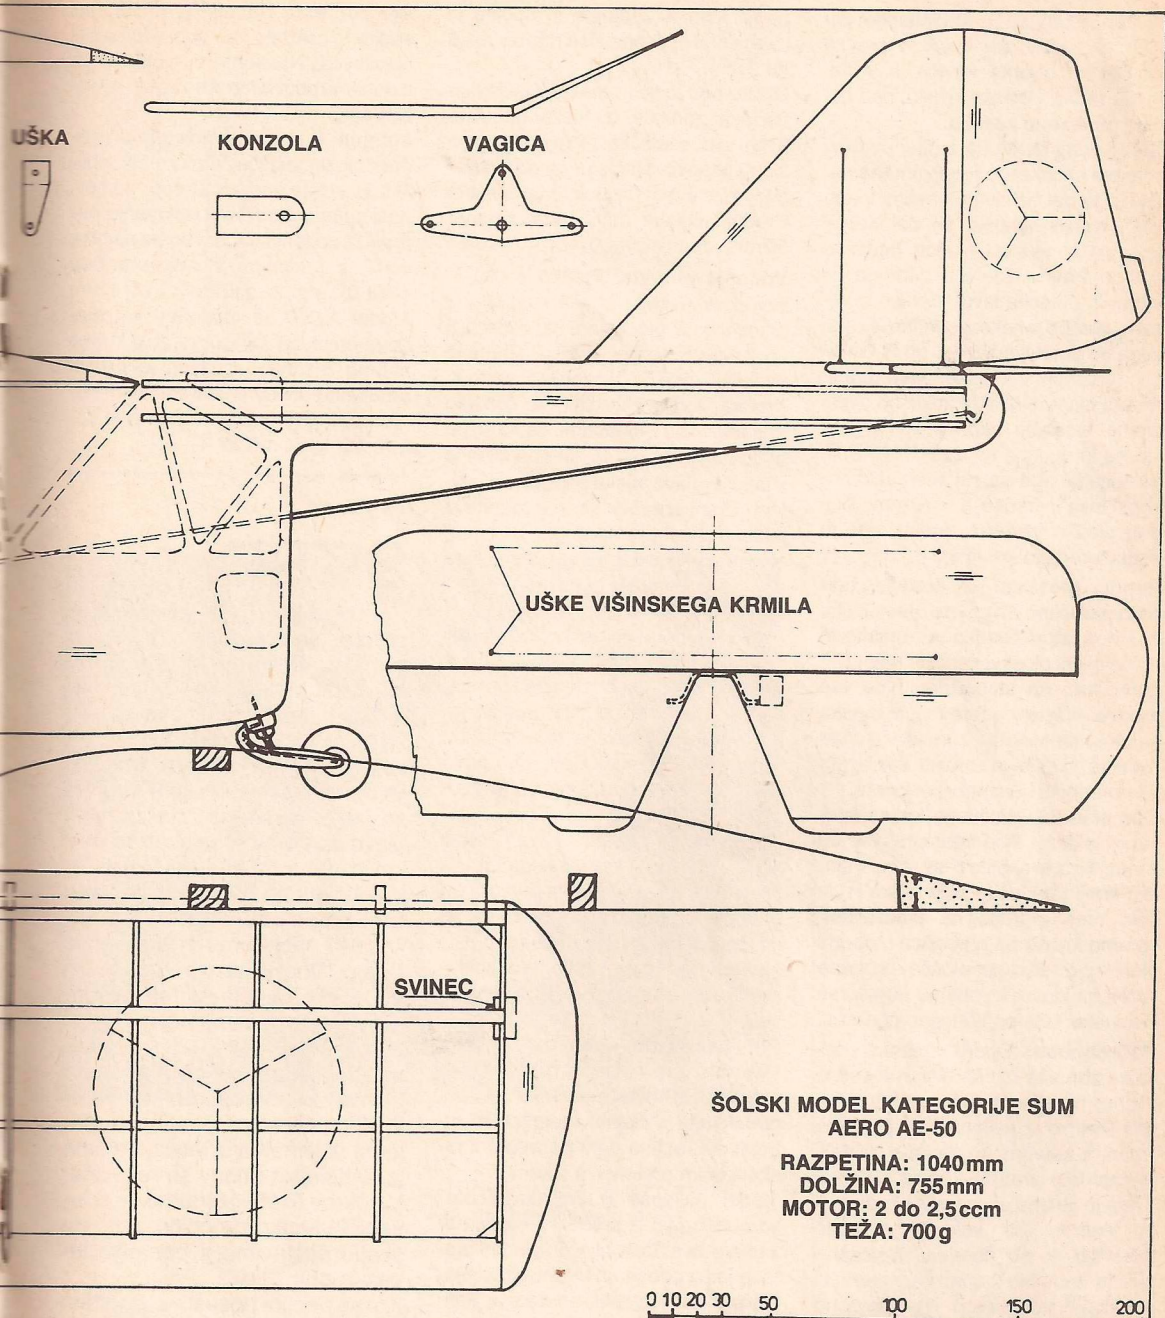 UŠKA
KONZOLA
VAGICA
UŠKE VIŠINSKEGA KRMILA
SVINEC
ŠOLSKI MODEL KATEGORIJE SUM
AERO AE-50
RAZPETINA: 1040mm
DOLŽINA: 755mm
MOTOR: 2 do 2,5ccm
TEŽA: 700g
0 10 20 30 50 100 150 200